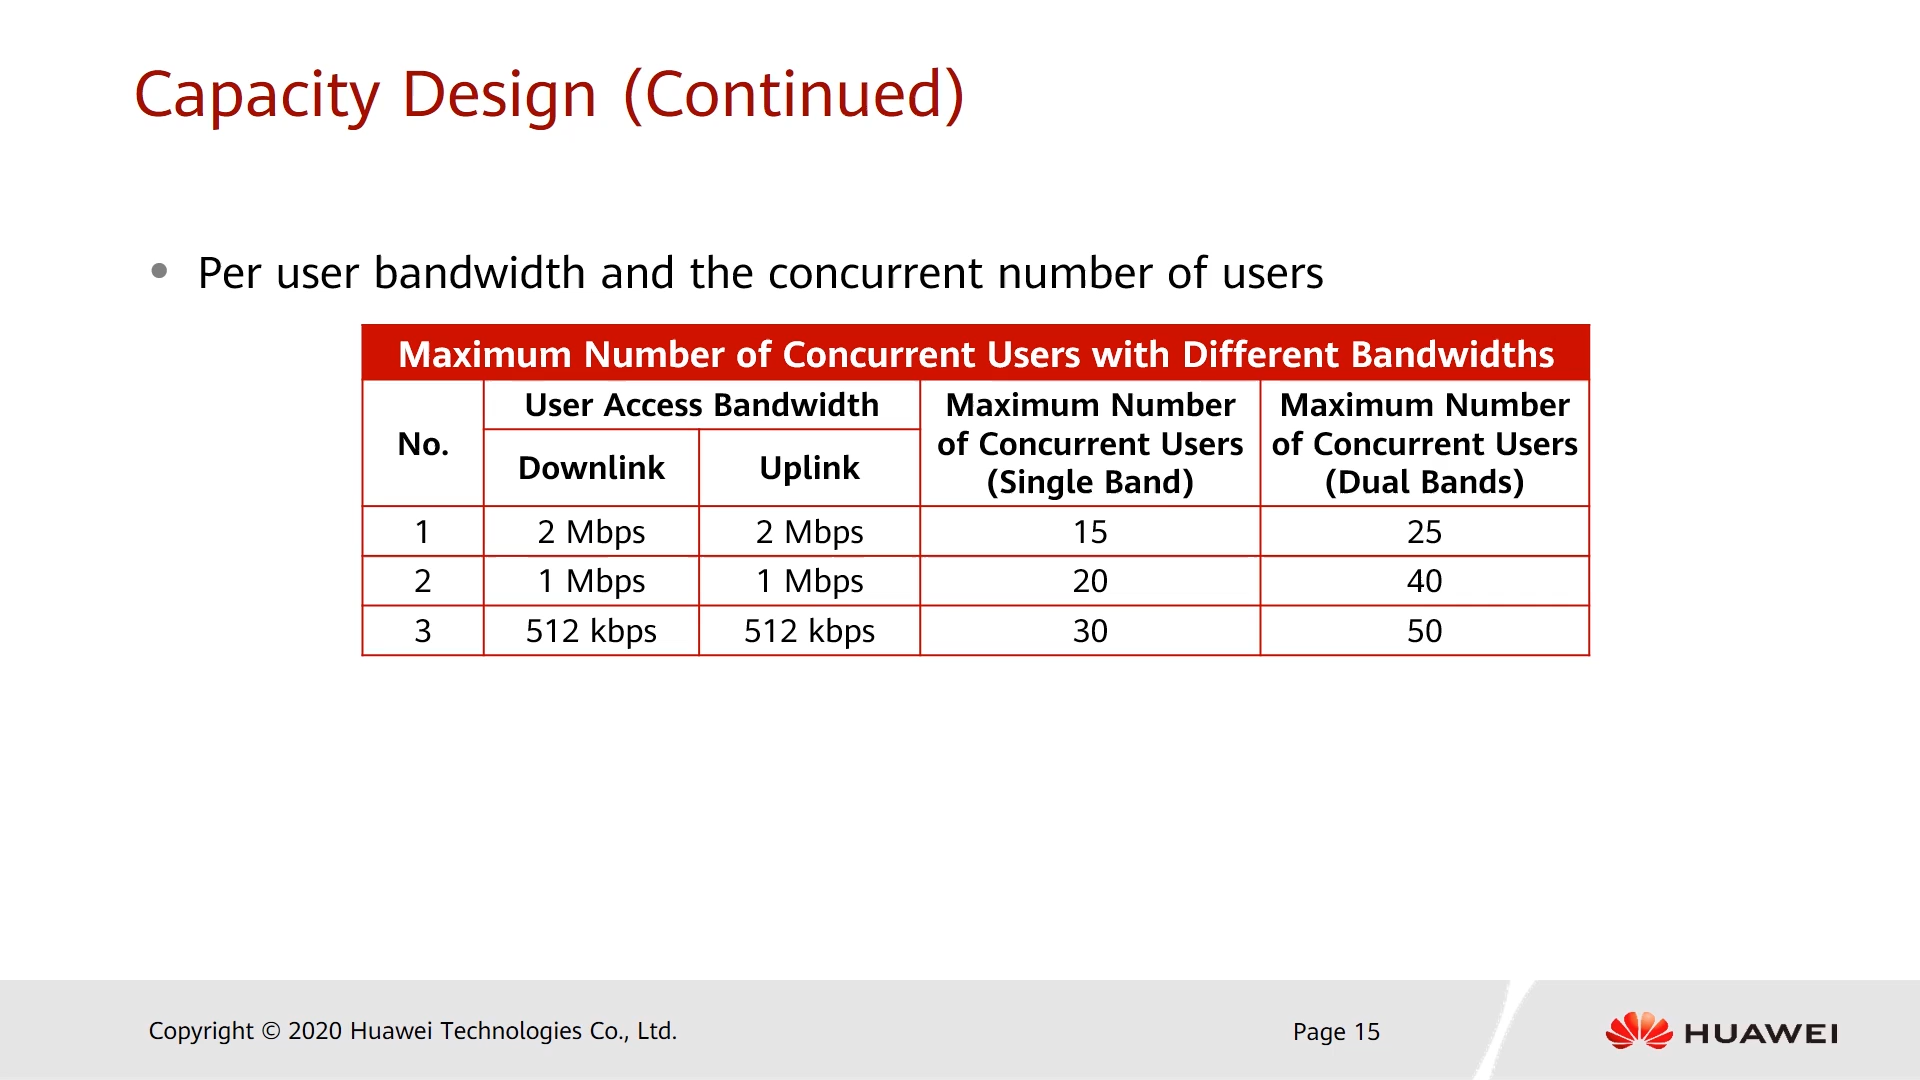 Capacity Design (Continued)
• Per user bandwidth and the concurrent number of users
Maximum Number of Concurrent Users with Different Bandwidths
No.
User Access Bandwidth
Downlink
Uplink
Maximum Number
of Concurrent Users
(Single Band)
Maximum Number
of Concurrent Users
(Dual Bands)
1 2 Mbps 2 Mbps 15 25
2 1 Mbps 1 Mbps 20 40
3 512 kbps 512 kbps 30 50
Copyright © 2020 Huawei Technologies Co., Ltd.
Page 15
HUAWEI